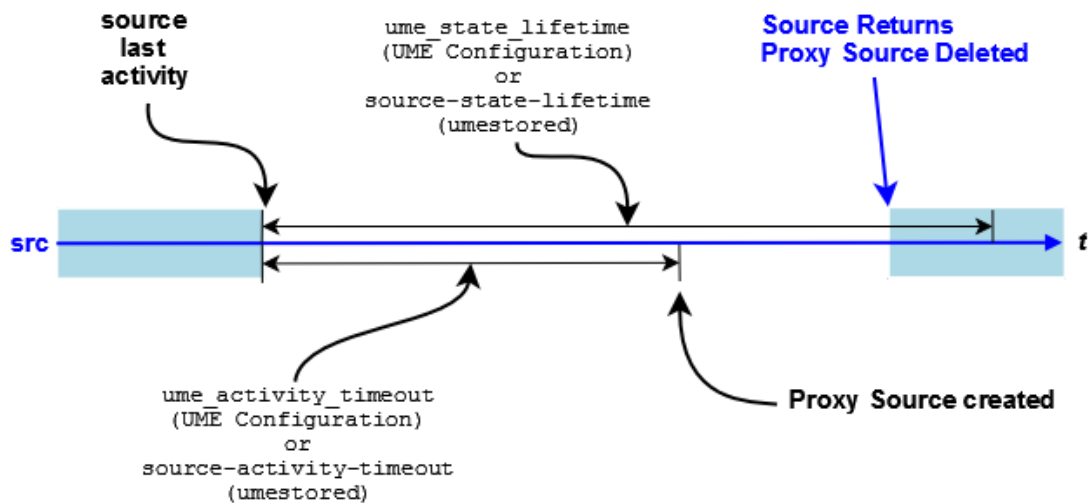 source
last
activity
ume_state_lifetime
(UME Configuration)
or
source-state-lifetime
(umestored)
Source Returns
Proxy Source Deleted
src
t
ume_activity_timeout
(UME Configuration)
or
source-activity-timeout
(umestored)
Proxy Source created